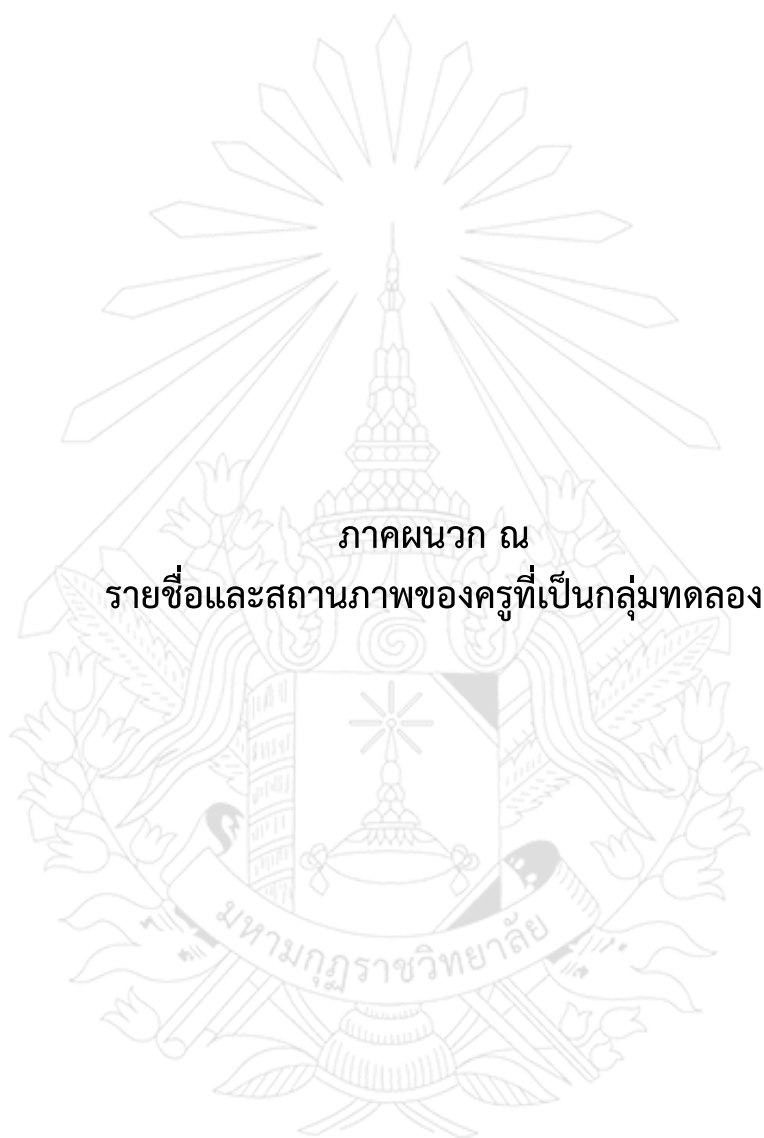 ภาคผนวก ณ
รายชื่อและสถานภาพของครูที่เป็นกลุ่มทดลอง
มหามกุฏราชวิทยาลัย